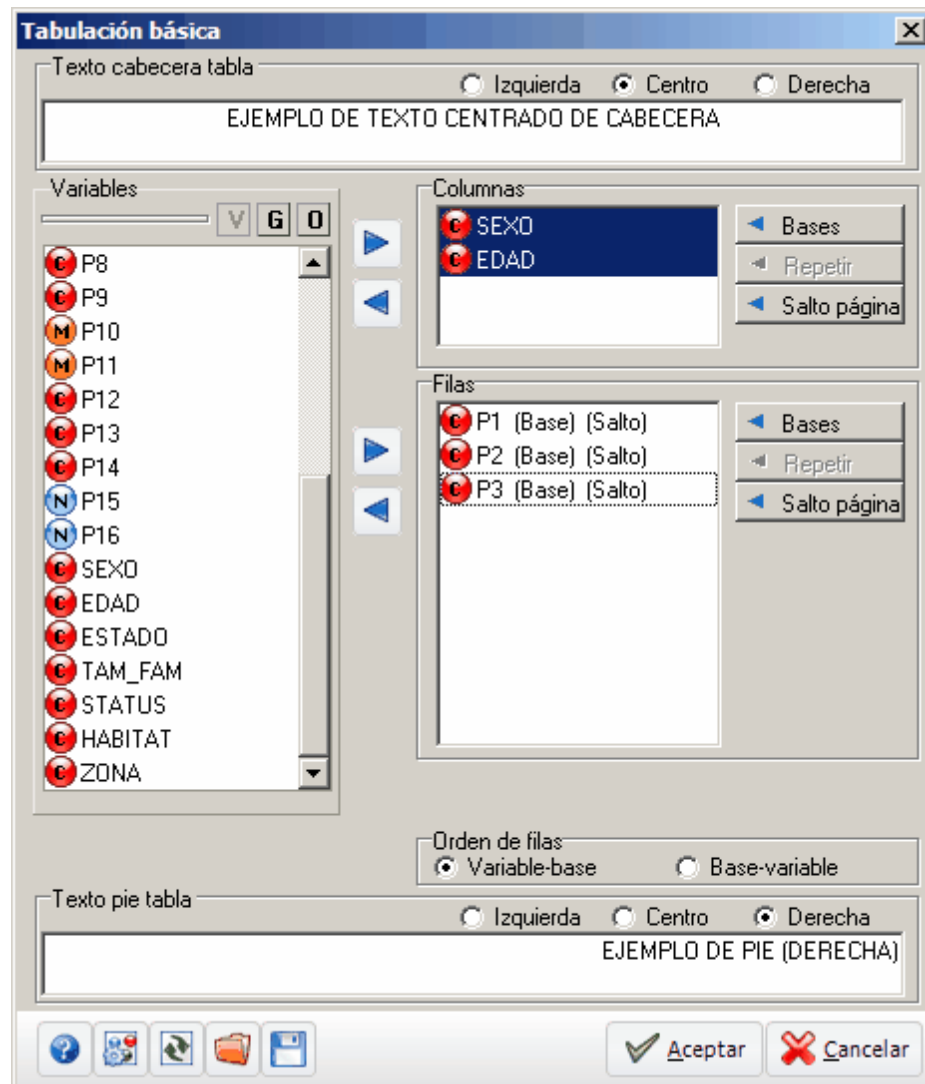 Tabulación básica
Texto cabecera tabla
Izquierda Centro Derecha
EJEMPLO DE TEXTO CENTRADO DE CABECERA
Variables
V G O
C P8
C P9
M P10
M P11
C P12
C P13
C P14
N P15
N P16
C SEXO
C EDAD
C ESTADO
C TAM_FAM
C STATUS
C HABITAT
C ZONA
Columnas
C SEXO
C EDAD
Bases
Repetir
Salto página
Filas
C P1 (Base) (Salto)
C P2 (Base) (Salto)
C P3 (Base) (Salto)
Bases
Repetir
Salto página
Orden de filas
Variable-base Base-variable
Texto pie tabla
Izquierda Centro Derecha
EJEMPLO DE PIE (DERECHA)
? Aceptar Cancelar